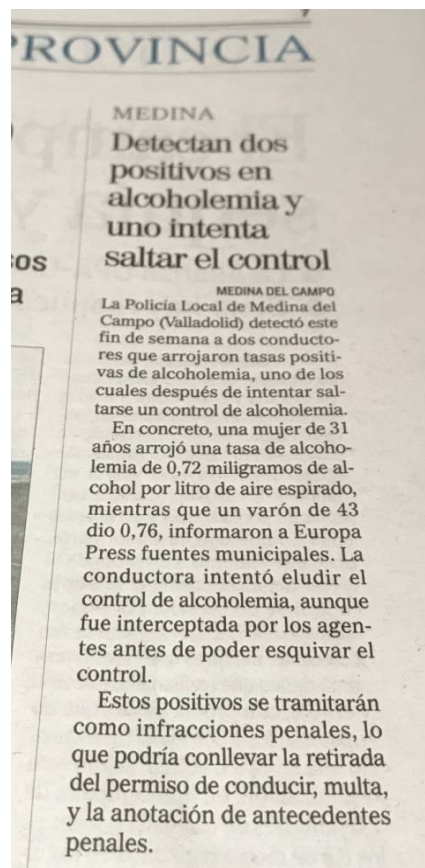 PROVINCIA
MEDINA
Detectan dos
positivos en
alcoholemia y
uno intenta
saltar el control
MEDINA DEL CAMPO
La Policía Local de Medina del
Campo (Valladolid) detectó este
fin de semana a dos conducto-
res que arrojaron tasas positi-
vas de alcoholemia, uno de los
cuales después de intentar sal-
tarse un control de alcoholemia.
En concreto, una mujer de 31
años arrojó una tasa de alcoho-
lemia de 0,72 miligramos de al-
cohol por litro de aire espirado,
mientras que un varón de 43
dio 0,76, informaron a Europa
Press fuentes municipales. La
conductora intentó eludir el
control de alcoholemia, aunque
fue interceptada por los agen-
tes antes de poder esquivar el
control.
Estos positivos se tramitarán
como infracciones penales, lo
que podría conllevar la retirada
del permiso de conducir, multa,
y la anotación de antecedentes
penales.